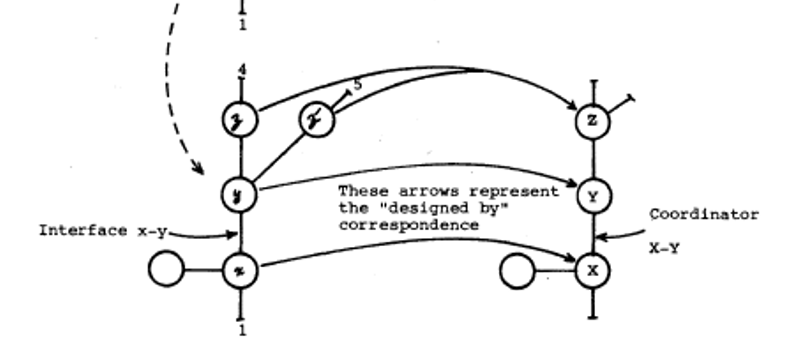 1
4
5
z
z'
Z
y
Y
These arrows represent
the "designed by"
correspondence
Interface x-y
Coordinator
X-Y
x
X
1